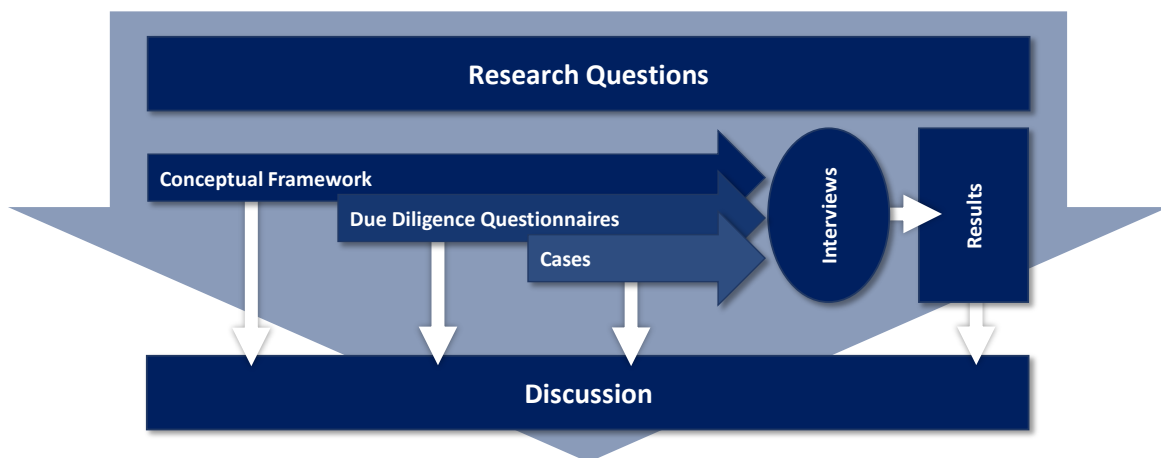 Research Questions
Conceptual Framework
Due Diligence Questionnaires
Cases
Interviews
Results
Discussion